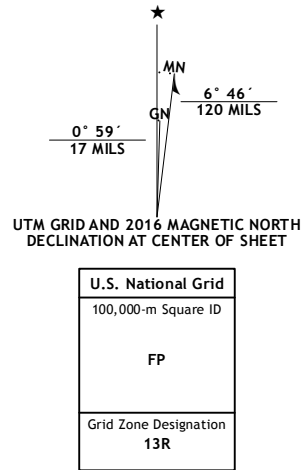 ★
MN
GN
6° 46´
120 MILS
0° 59´
17 MILS
UTM GRID AND 2016 MAGNETIC NORTH
DECLINATION AT CENTER OF SHEET
U.S. National Grid
100,000-m Square ID
FP
Grid Zone Designation
13R